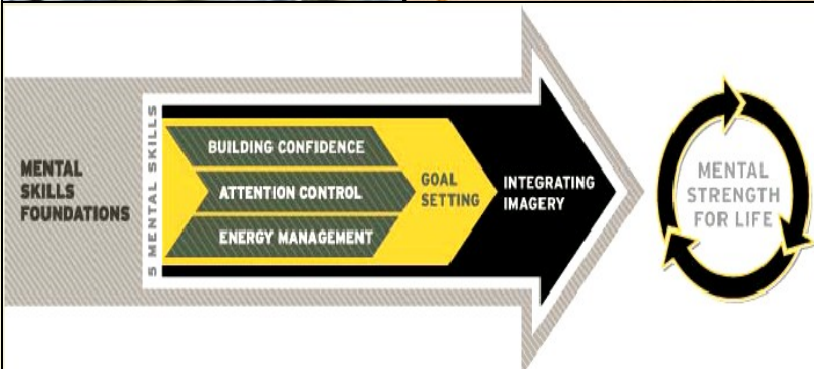 MENTAL
SKILLS
FOUNDATIONS
5 MENTAL SKILLS
BUILDING CONFIDENCE
ATTENTION CONTROL
ENERGY MANAGEMENT
GOAL
SETTING
INTEGRATING
IMAGERY
MENTAL
STRENGTH
FOR LIFE